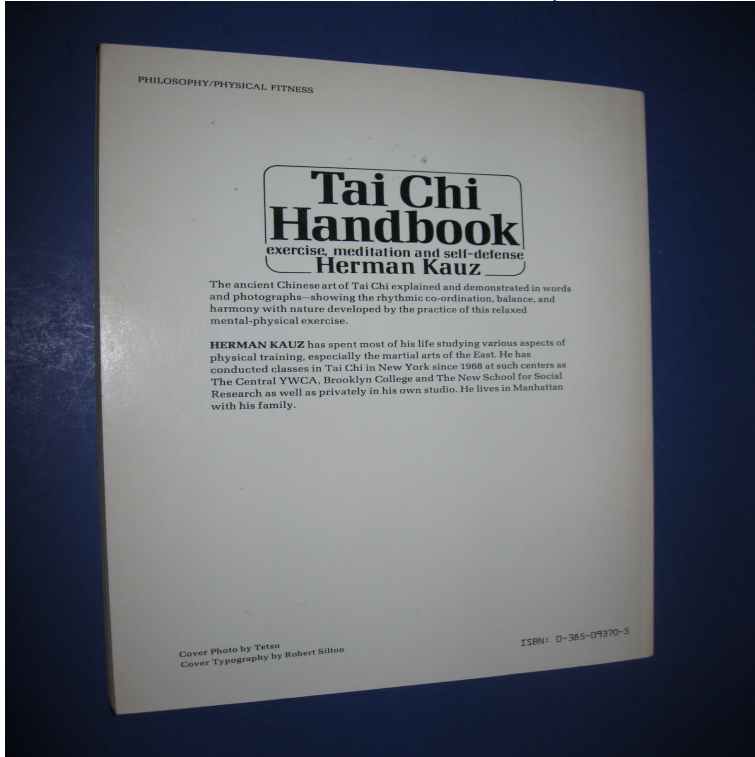 PHILOSOPHY/PHYSICAL FITNESS
Tai Chi
Handbook
exercise, meditation and self-defense
Herman Kauz
The ancient Chinese art of Tai Chi explained and demonstrated in words
and photographs—showing the rhythmic co-ordination, balance, and
harmony with nature developed by the practice of this relaxed
mental-physical exercise.
HERMAN KAUZ has spent most of his life studying various aspects of
physical training, especially the martial arts of the East. He has
conducted classes in Tai Chi in New York since 1968 at such centers as
The Central YWCA, Brooklyn College and The New School for Social
Research as well as privately in his own studio. He lives in Manhattan
with his family.
Cover Photo by Tetsu
Cover Typography by Robert Silton
ISBN: 0-385-09370-5